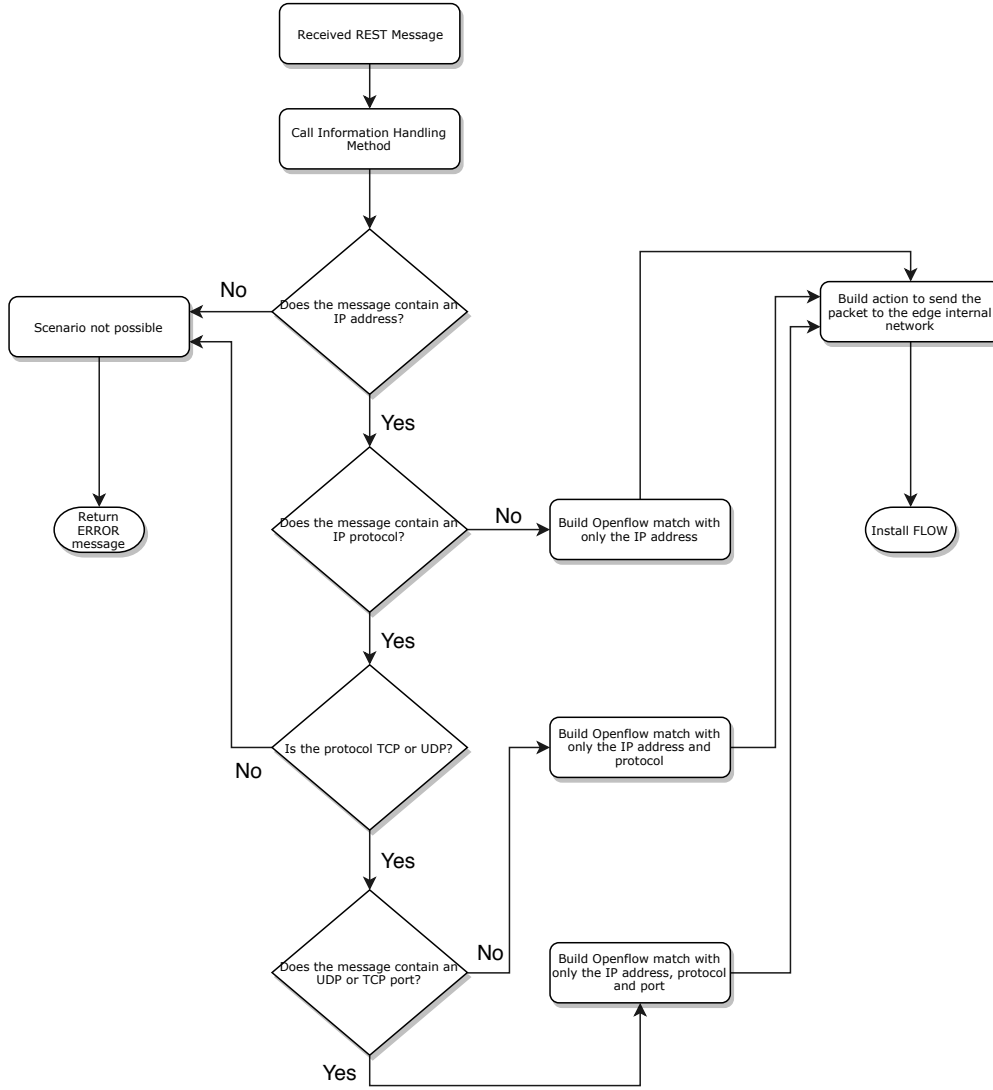 Received REST Message
Call Information Handling
Method
Does the message contain an
IP address?
No
Scenario not possible
Build action to send the
packet to the edge internal
network
Yes
Return
ERROR
message
Does the message contain an
IP protocol?
No
Build Openflow match with
only the IP address
Install FLOW
Yes
Is the protocol TCP or UDP?
No
Build Openflow match with
only the IP address and
protocol
Yes
Does the message contain an
UDP or TCP port?
No
Build Openflow match with
only the IP address, protocol
and port
Yes